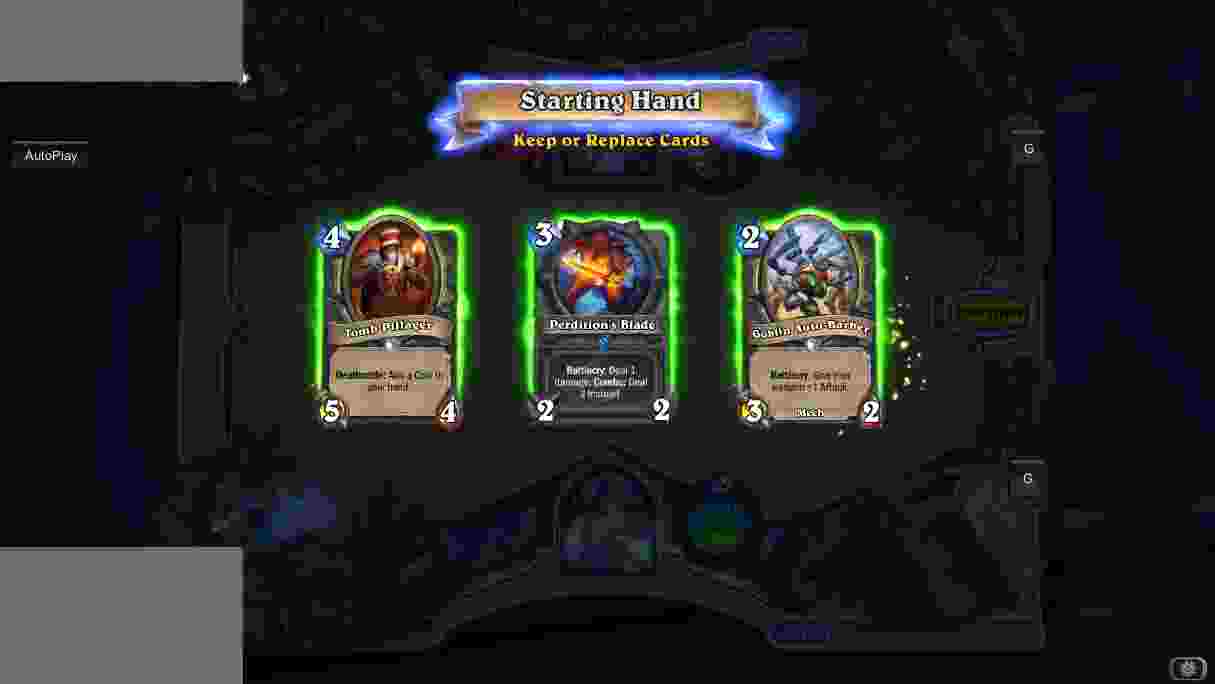 Starting Hand
Keep or Replace Cards
AutoPlay
G
4
3
2
Tomb Pillager
Perdition's Blade
Goblin Auto-Barber
Deathrattle: Add a Coin to
your hand.
Battlecry: Deal 1
damage. Combo: Deal
2 instead.
Battlecry: Give your
weapon +1 Attack.
5
4
2
2
3
Mech
2
G